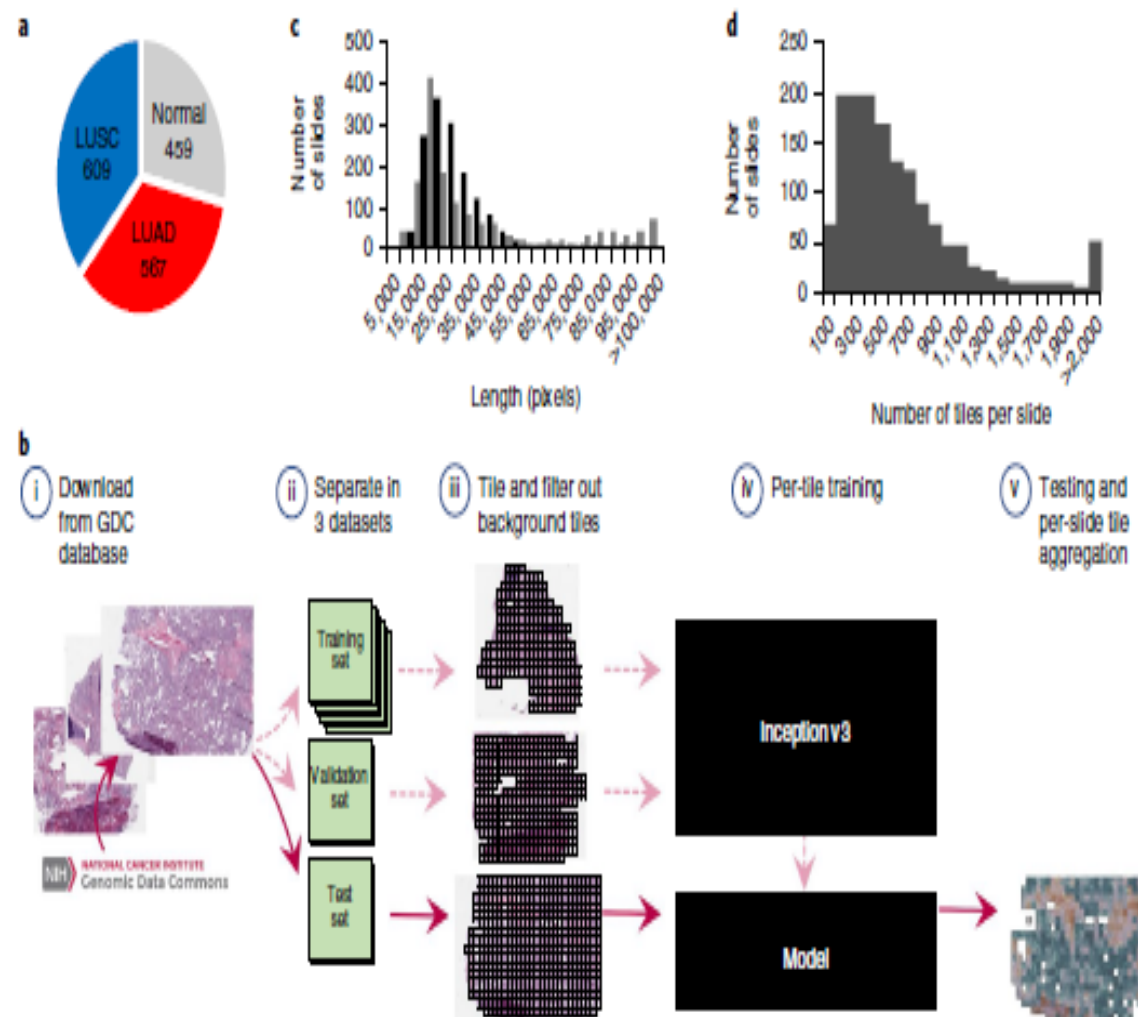 a
LUSC
609
Normal
459
LUAD
567
c
Number
of slides
500
400
300
200
100
0
5,000
15,000
25,000
35,000
45,000
55,000
65,000
75,000
85,000
95,000
>100,000
Length (pixels)
d
Number
of slides
250
200
150
100
50
0
100
300
500
700
900
1,100
1,300
1,500
1,700
1,900
>2,000
Number of tiles per slide
b
i Download
from GDC
database
ii Separate in
3 datasets
iii Tile and filter out
background tiles
iv Per-tile training
v Testing and
per-slide tile
aggregation
Training
set
Validation
set
Test
set
Inception v3
Model
NIH NATIONAL CANCER INSTITUTE
Genomic Data Commons